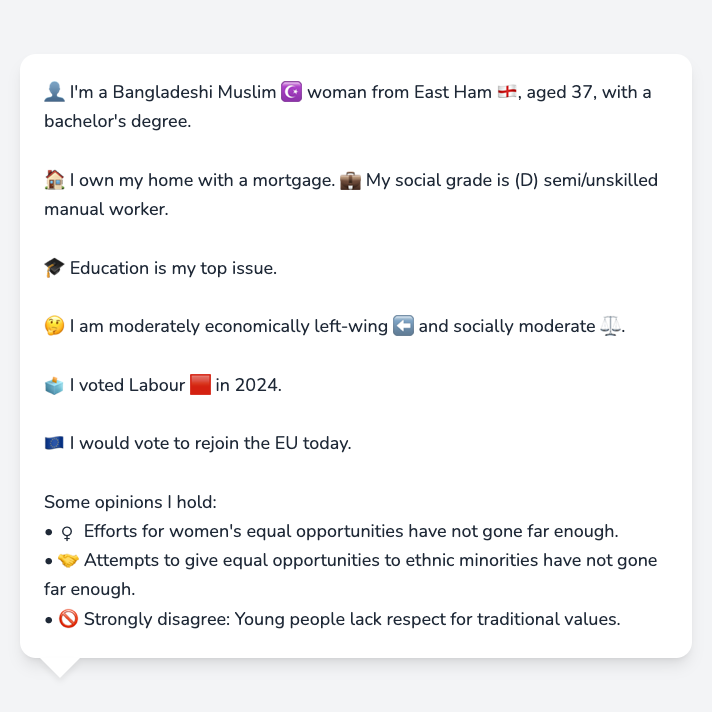 👤 I'm a Bangladeshi Muslim ☪️ woman from East Ham 🏴󠁧󠁢󠁥󠁮󠁧󠁿, aged 37, with a
bachelor's degree.
🏠 I own my home with a mortgage. 💼 My social grade is (D) semi/unskilled
manual worker.
🎓 Education is my top issue.
🤔 I am moderately economically left-wing ⬅️ and socially moderate ⚖️.
🗳️ I voted Labour 🟥 in 2024.
🇪🇺 I would vote to rejoin the EU today.
Some opinions I hold:
• ♀ Efforts for women's equal opportunities have not gone far enough.
• 🤝 Attempts to give equal opportunities to ethnic minorities have not gone
far enough.
• 🚫 Strongly disagree: Young people lack respect for traditional values.